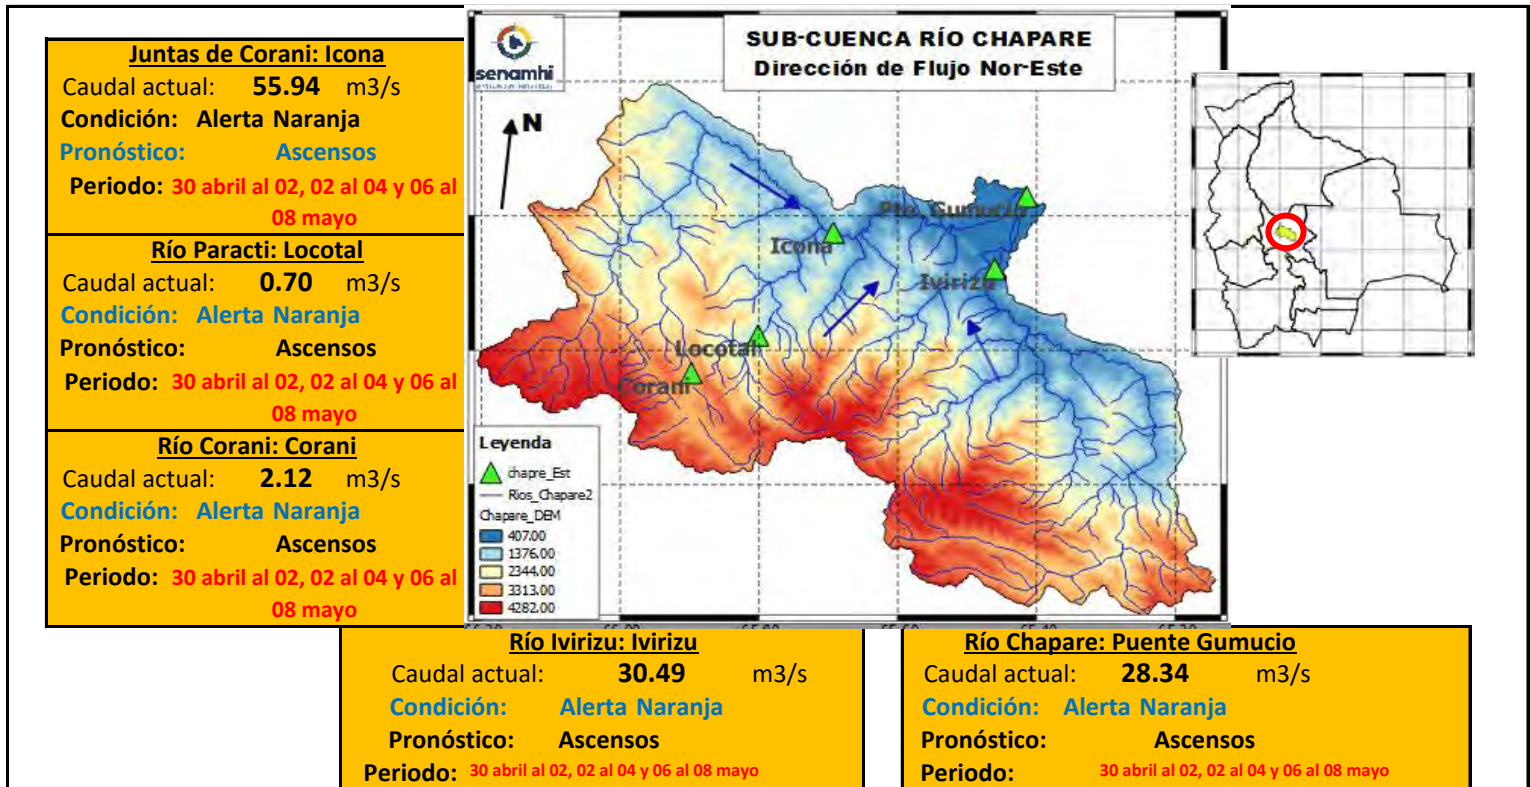 Juntas de Corani: Icona
Caudal actual: 55.94 m3/s
Condición: Alerta Naranja
Pronóstico: Ascensos
Periodo: 30 abril al 02, 02 al 04 y 06 al
08 mayo
Río Paracti: Locotal
Caudal actual: 0.70 m3/s
Condición: Alerta Naranja
Pronóstico: Ascensos
Periodo: 30 abril al 02, 02 al 04 y 06 al
08 mayo
Río Corani: Corani
Caudal actual: 2.12 m3/s
Condición: Alerta Naranja
Pronóstico: Ascensos
Periodo: 30 abril al 02, 02 al 04 y 06 al
08 mayo
senamhi
SUB-CUENCA RÍO CHAPARE
Dirección de Flujo Nor-Este
N
Pte. Gumucio
Icona
Ivirizu
Locotal
Corani
Leyenda
chapre_Est
Rios_Chapare2
Chapare_DEM
407.00
1376.00
2344.00
3313.00
4282.00
Río Ivirizu: Ivirizu
Caudal actual: 30.49 m3/s
Condición: Alerta Naranja
Pronóstico: Ascensos
Periodo: 30 abril al 02, 02 al 04 y 06 al 08 mayo
Río Chapare: Puente Gumucio
Caudal actual: 28.34 m3/s
Condición: Alerta Naranja
Pronóstico: Ascensos
Periodo: 30 abril al 02, 02 al 04 y 06 al 08 mayo